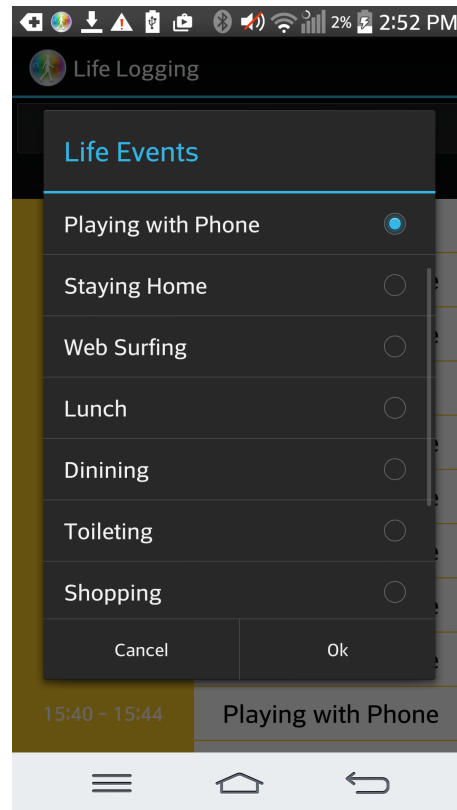 2% 2:52 PM
Life Logging
Life Events
Playing with Phone
Staying Home
Web Surfing
Lunch
Dinining
Toileting
Shopping
Cancel Ok
15:40 - 15:44 Playing with Phone